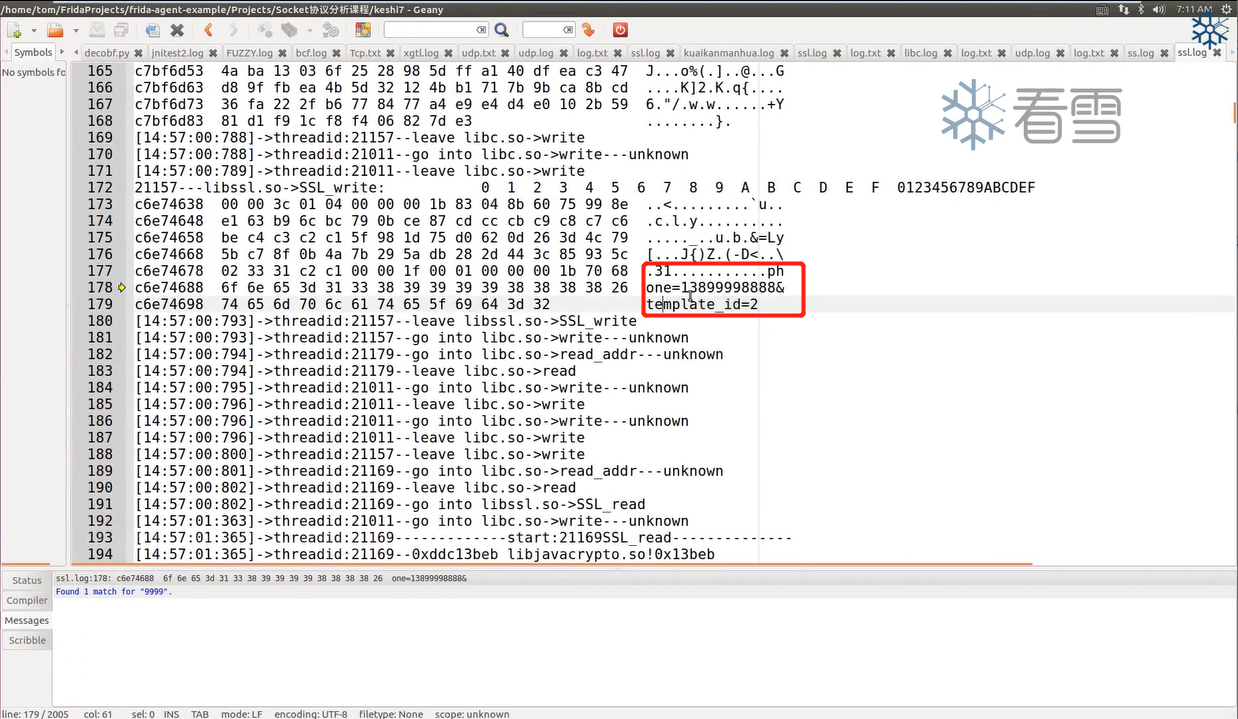 /home/tom/FridaProjects/frida-agent-example/Projects/Socket协议分析课程/keshi7 - Geany
7:11 AM
Symbols
decobf.py jnitest2.log FUZZY.log bcf.log Tcp.txt xgtl.log udp.txt udp.log log.txt ssl.log kuaikanmanhua.log ssl.log log.txt libc.log log.txt udp.log log.txt ss.log ssl.log
No symbols fo
看雪
165 c7bf6d53 4a ba 13 03 6f 25 28 98 5d ff a1 40 df ea c3 47 J...o%(.]..@...G
166 c7bf6d63 d8 9f fb ea 4b 5d 32 12 4b b1 71 7b 9b ca 8b cd ....K]2.K.q{....
167 c7bf6d73 36 fa 22 2f b0 77 84 77 a4 e9 e4 d4 e0 10 2b 59 6."/.w.w......+Y
168 c7bf6d83 81 d1 f9 1c f8 f4 06 82 7d e3 ........}.
169 [14:57:00:788]->threadid:21157--leave libc.so->write
170 [14:57:00:788]->threadid:21011--go into libc.so->write---unknown
171 [14:57:00:789]->threadid:21011--leave libc.so->write
172 21157---libssl.so->SSL_write: 0 1 2 3 4 5 6 7 8 9 A B C D E F 0123456789ABCDEF
173 c6e74638 00 00 3c 01 04 00 00 00 1b 83 04 8b 60 75 99 8e ..<.........`u..
174 c6e74648 e1 63 b9 6c bc 79 0b ce 87 cd cc cb c9 c8 c7 c6 .c.l.y..........
175 c6e74658 be c4 c3 c2 c1 5f 98 1d 75 d0 62 0d 26 3d 4c 79 ....._..u.b.&=Ly
176 c6e74668 5b c7 8f 0b 4a 7b 29 5a db 28 2d 44 3c 85 93 5c [...J{)Z.(-D<..\
177 c6e74678 02 33 31 c2 c1 00 00 1f 00 01 00 00 00 1b 70 68 .31...........ph
178 c6e74688 6f 6e 65 3d 31 33 38 39 39 39 39 38 38 38 38 26 one=13899998888&
179 c6e74698 74 65 6d 70 6c 61 74 65 5f 69 64 3d 32 template_id=2
180 [14:57:00:793]->threadid:21157--leave libssl.so->SSL_write
181 [14:57:00:793]->threadid:21157--go into libc.so->write---unknown
182 [14:57:00:794]->threadid:21179--go into libc.so->read_addr---unknown
183 [14:57:00:794]->threadid:21179--leave libc.so->read
184 [14:57:00:795]->threadid:21011--go into libc.so->write---unknown
185 [14:57:00:796]->threadid:21011--leave libc.so->write
186 [14:57:00:796]->threadid:21011--go into libc.so->write---unknown
187 [14:57:00:796]->threadid:21011--leave libc.so->write
188 [14:57:00:800]->threadid:21157--leave libc.so->write
189 [14:57:00:801]->threadid:21169--go into libc.so->read_addr---unknown
190 [14:57:00:802]->threadid:21169--leave libc.so->read
191 [14:57:00:802]->threadid:21169--go into libssl.so->SSL_read
192 [14:57:01:363]->threadid:21011--go into libc.so->write---unknown
193 [14:57:01:365]->threadid:21169------------start:21169SSL_read--------------
194 [14:57:01:365]->threadid:21169--0xddc13beb libjavacrypto.so!0x13beb
Status
ssl.log:178: c6e74688 6f 6e 65 3d 31 33 38 39 39 39 39 38 38 38 38 26 one=13899998888&
Found 1 match for "9999".
Compiler
Messages
Scribble
line: 179 / 2005 col: 61 sel: 0 INS TAB mode: LF encoding: UTF-8 filetype: None scope: unknown